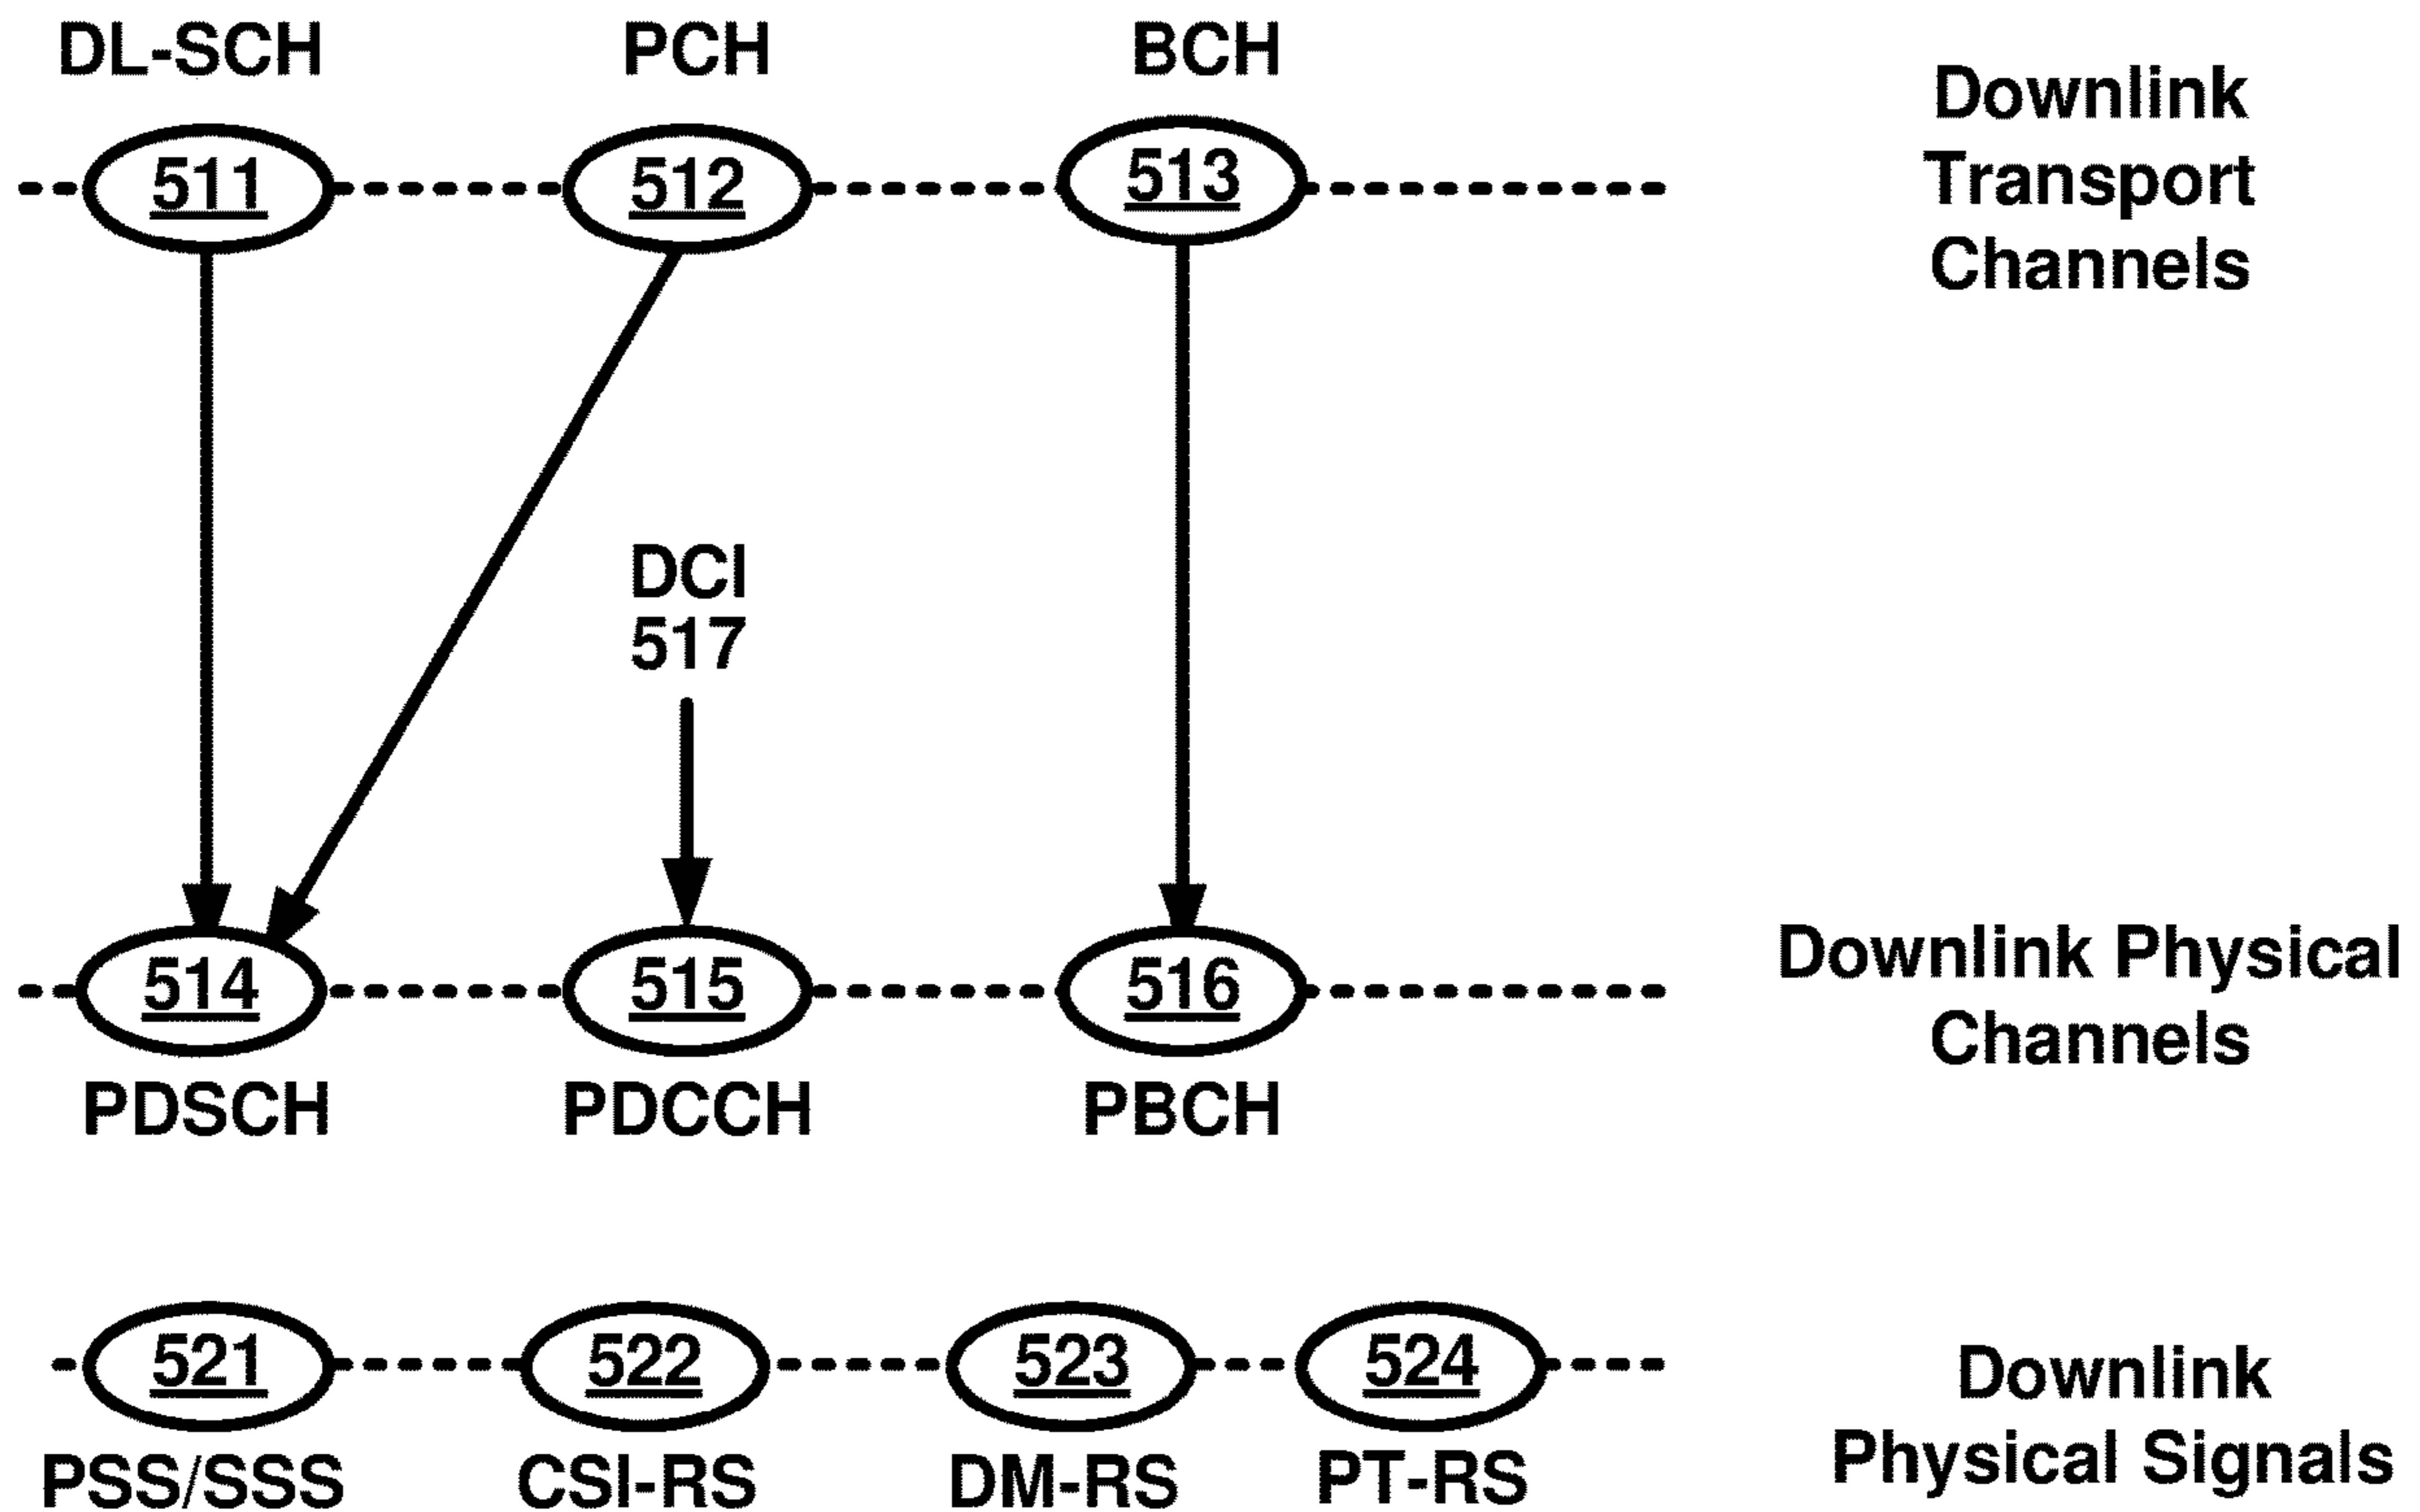 DL-SCH
PCH
BCH
511
512
513
Downlink
Transport
Channels
DCI
517
514
515
516
PDSCH
PDCCH
PBCH
Downlink Physical
Channels
521
522
523
524
PSS/SSS
CSI-RS
DM-RS
PT-RS
Downlink
Physical Signals